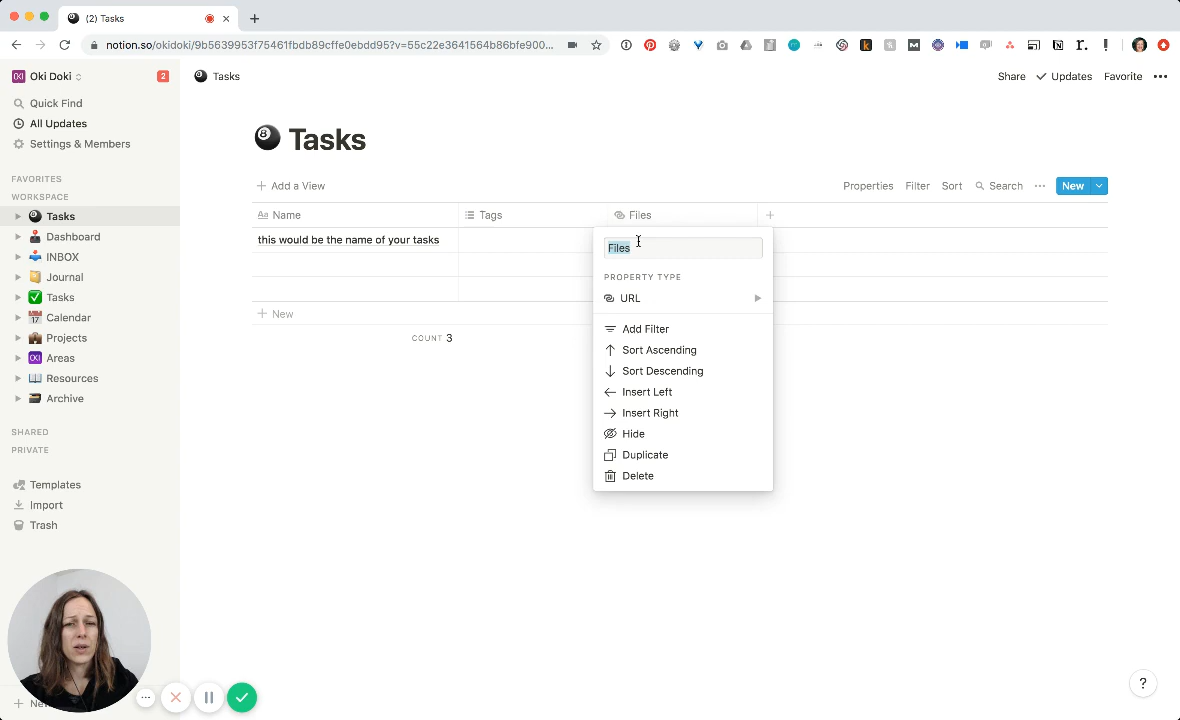 (2) Tasks
notion.so/okidoki/9b5639953f75461fbdb89cffe0ebdd95?v=55c22e3641564b86bfe900...
Oki Doki
2
Tasks
Share
Updates
Favorite
Quick Find
All Updates
Settings & Members
FAVORITES
WORKSPACE
Tasks
Dashboard
INBOX
Journal
Tasks
Calendar
Projects
Areas
Resources
Archive
SHARED
PRIVATE
Templates
Import
Trash
Tasks
Add a View
Properties
Filter
Sort
Search
New
Aa Name
Tags
Files
this would be the name of your tasks
New
COUNT 3
Files
PROPERTY TYPE
URL
Add Filter
Sort Ascending
Sort Descending
Insert Left
Insert Right
Hide
Duplicate
Delete
?